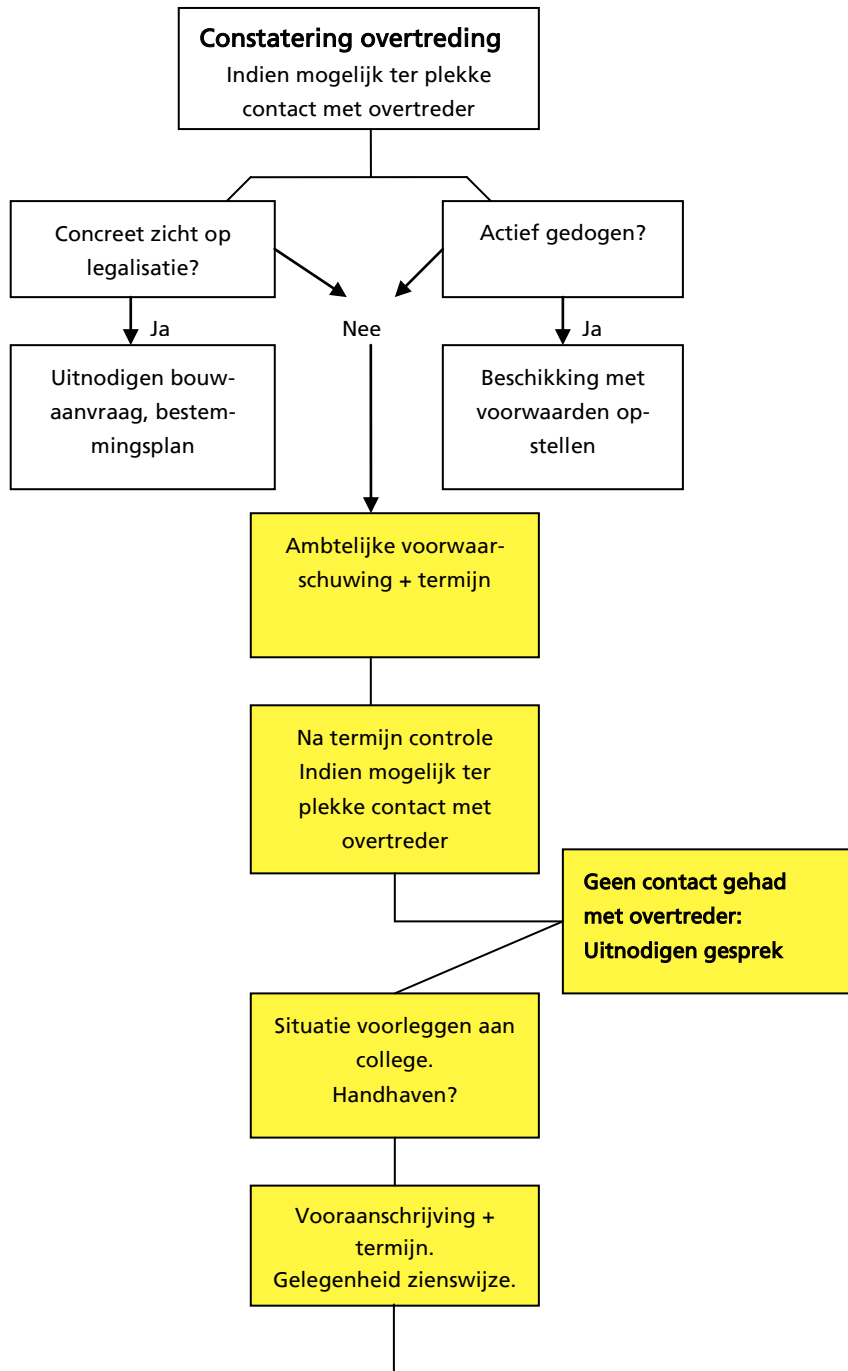 Constatering overtreding
Indien mogelijk ter plekke
contact met overtreder
Concreet zicht op
legalisatie?
Actief gedogen?
Ja
Nee
Ja
Uitnodigen bouw-
aanvraag, bestem-
mingsplan
Beschikking met
voorwaarden op-
stellen
Ambtelijke voorwaar-
schuwing + termijn
Na termijn controle
Indien mogelijk ter
plekke contact met
overtreder
Geen contact gehad
met overtreder:
Uitnodigen gesprek
Situatie voorleggen aan
college.
Handhaven?
Vooraanschrijving +
termijn.
Gelegenheid zienswijze.